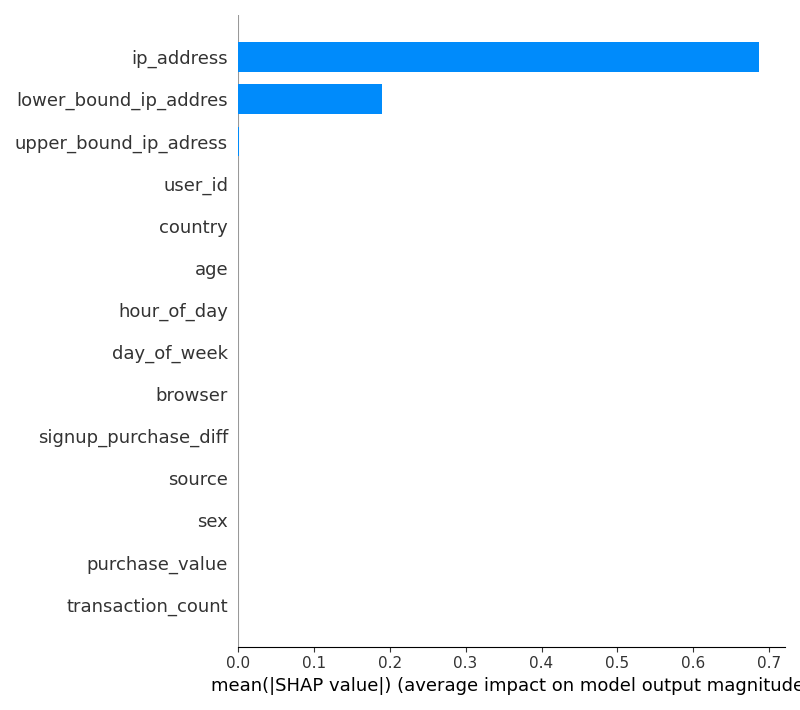 ip_address
lower_bound_ip_addres
upper_bound_ip_adress
user_id
country
age
hour_of_day
day_of_week
browser
signup_purchase_diff
source
sex
purchase_value
transaction_count
0.0 0.1 0.2 0.3 0.4 0.5 0.6 0.7
mean(|SHAP value|) (average impact on model output magnitude